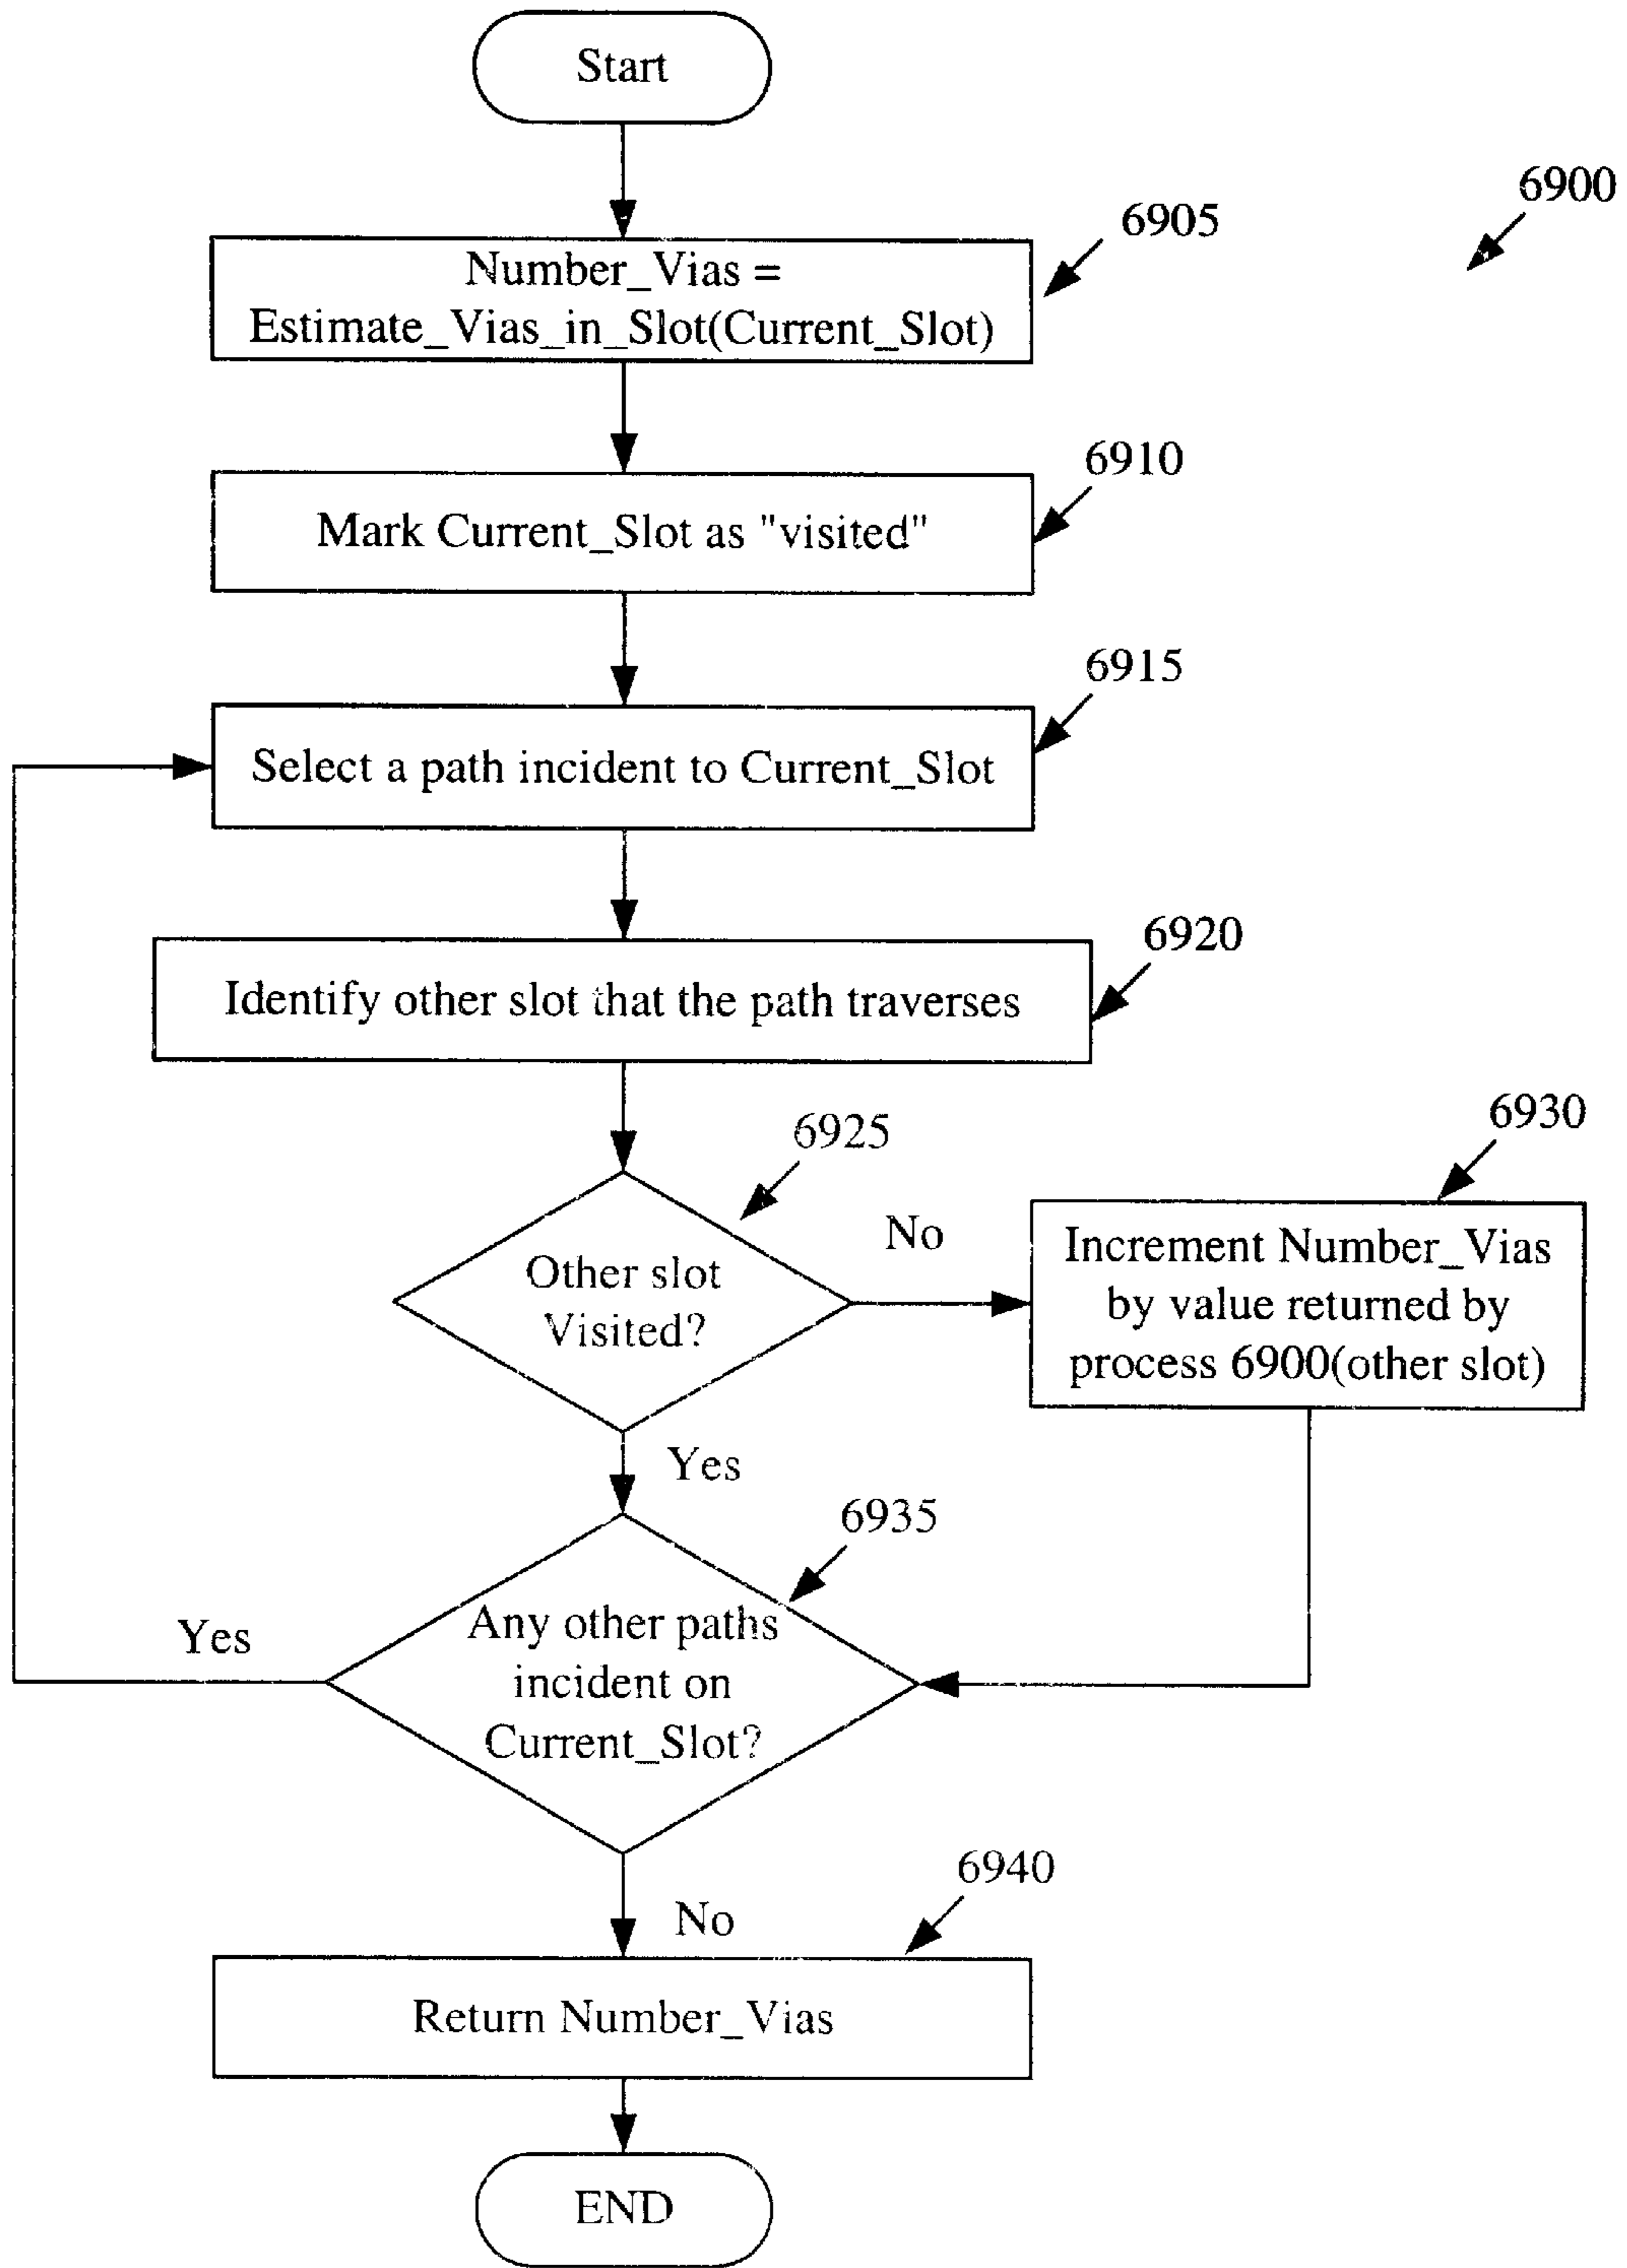 Start
6900
6905
Number_Vias =
Estimate_Vias_in_Slot(Current_Slot)
6910
Mark Current_Slot as "visited"
6915
Select a path incident to Current_Slot
6920
Identify other slot that the path traverses
6925
6930
Other slot
Visited?
No
Increment Number_Vias
by value returned by
process 6900(other slot)
Yes
6935
Any other paths
incident on
Current_Slot?
Yes
No
6940
Return Number_Vias
END